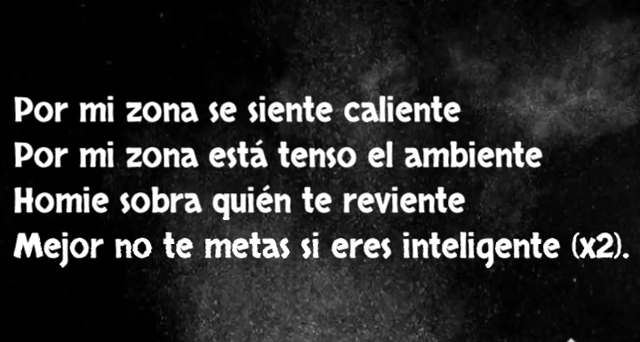 Por mi zona se siente caliente
Por mi zona está tenso el ambiente
Homie sobra quién te reviente
Mejor no te metas si eres inteligente (x2).